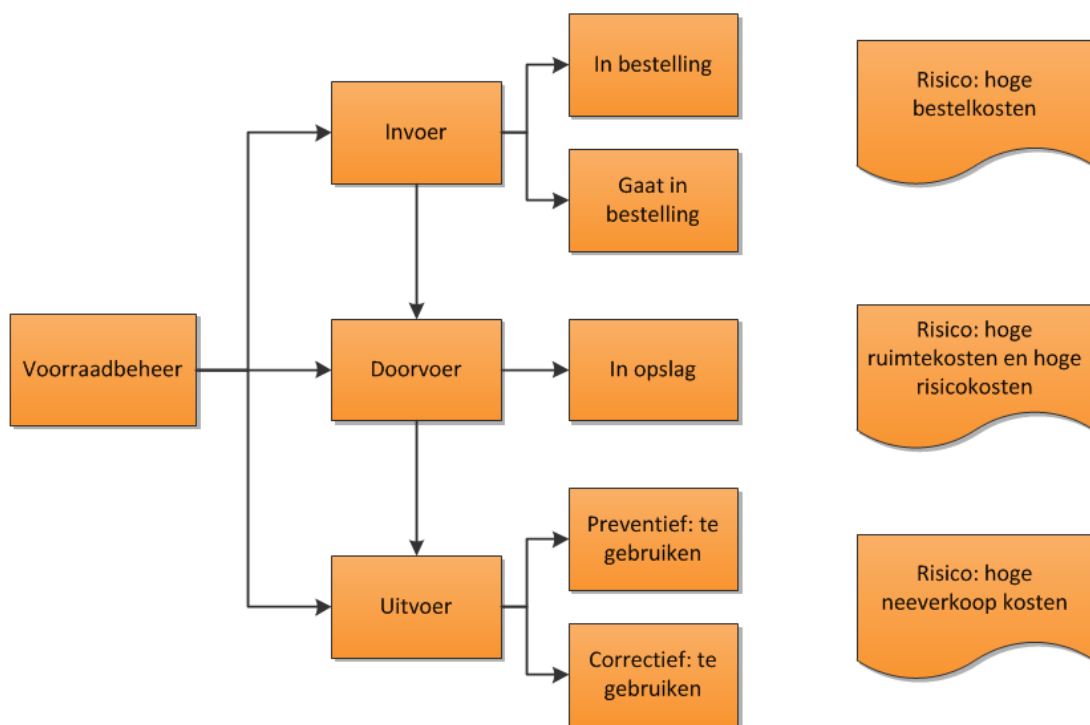 In bestelling
Risico: hoge
bestelkosten
Invoer
Gaat in
bestelling
Voorraadbeheer
Doorvoer
In opslag
Risico: hoge
ruimtekosten en hoge
risicokosten
Preventief: te
gebruiken
Uitvoer
Risico: hoge
neeverkoop kosten
Correctief: te
gebruiken